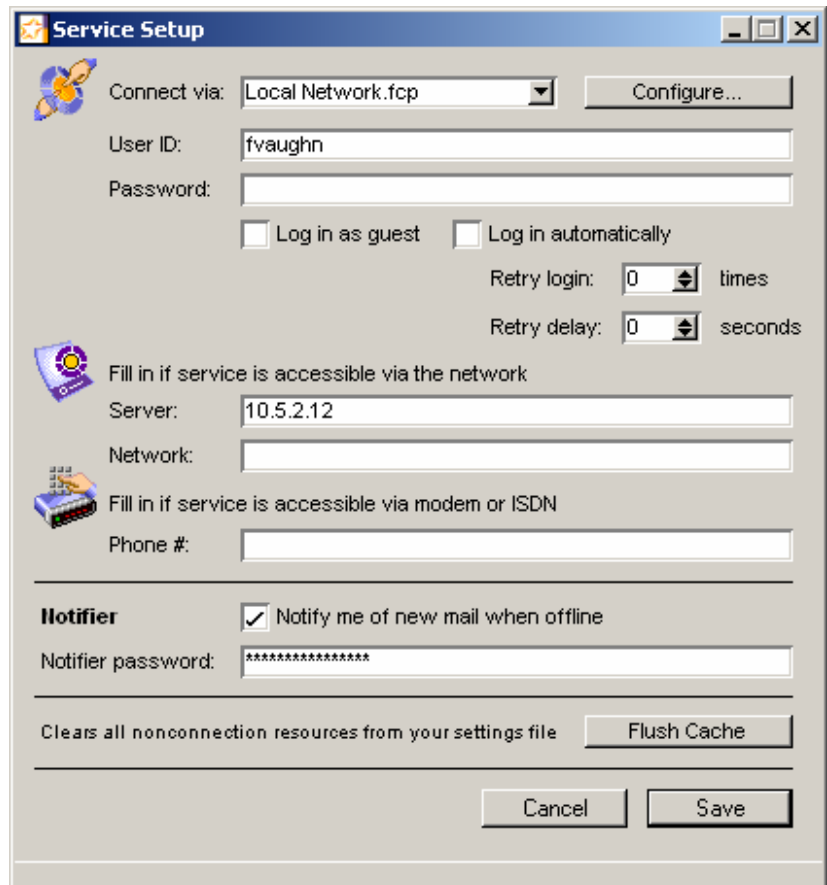 Service Setup
Connect via: Local Network.fcp Configure...
User ID: fvaughn
Password:
Log in as guest Log in automatically
Retry login: 0 times
Retry delay: 0 seconds
Fill in if service is accessible via the network
Server: 10.5.2.12
Network:
Fill in if service is accessible via modem or ISDN
Phone #:
Notifier Notify me of new mail when offline
Notifier password: ****************
Clears all nonconnection resources from your settings file Flush Cache
Cancel Save